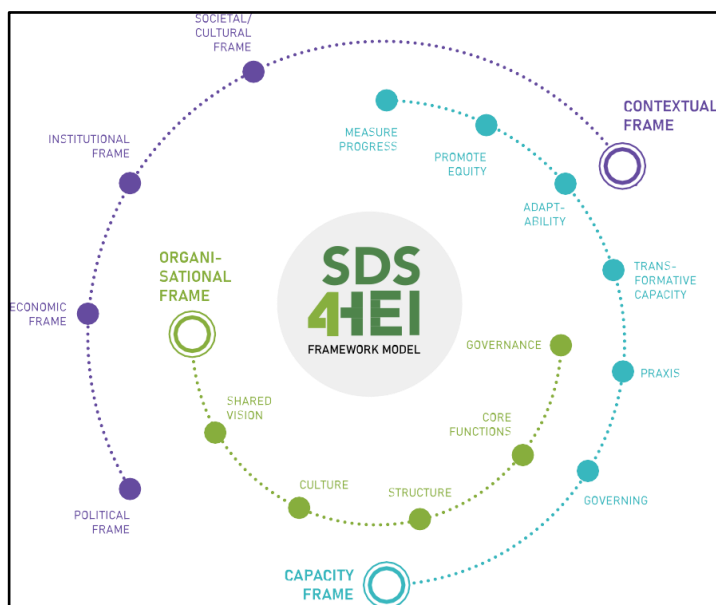 SOCIETAL/
CULTURAL
FRAME
CONTEXTUAL
FRAME
MEASURE
PROGRESS
PROMOTE
EQUITY
INSTITUTIONAL
FRAME
ADAPT-
ABILITY
ORGANI-
SATIONAL
FRAME
TRANS-
FORMATIVE
CAPACITY
SDS
4HEI
FRAMEWORK MODEL
ECONOMIC
FRAME
GOVERNANCE
PRAXIS
SHARED
VISION
CORE
FUNCTIONS
CULTURE
STRUCTURE
GOVERNING
POLITICAL
FRAME
CAPACITY
FRAME